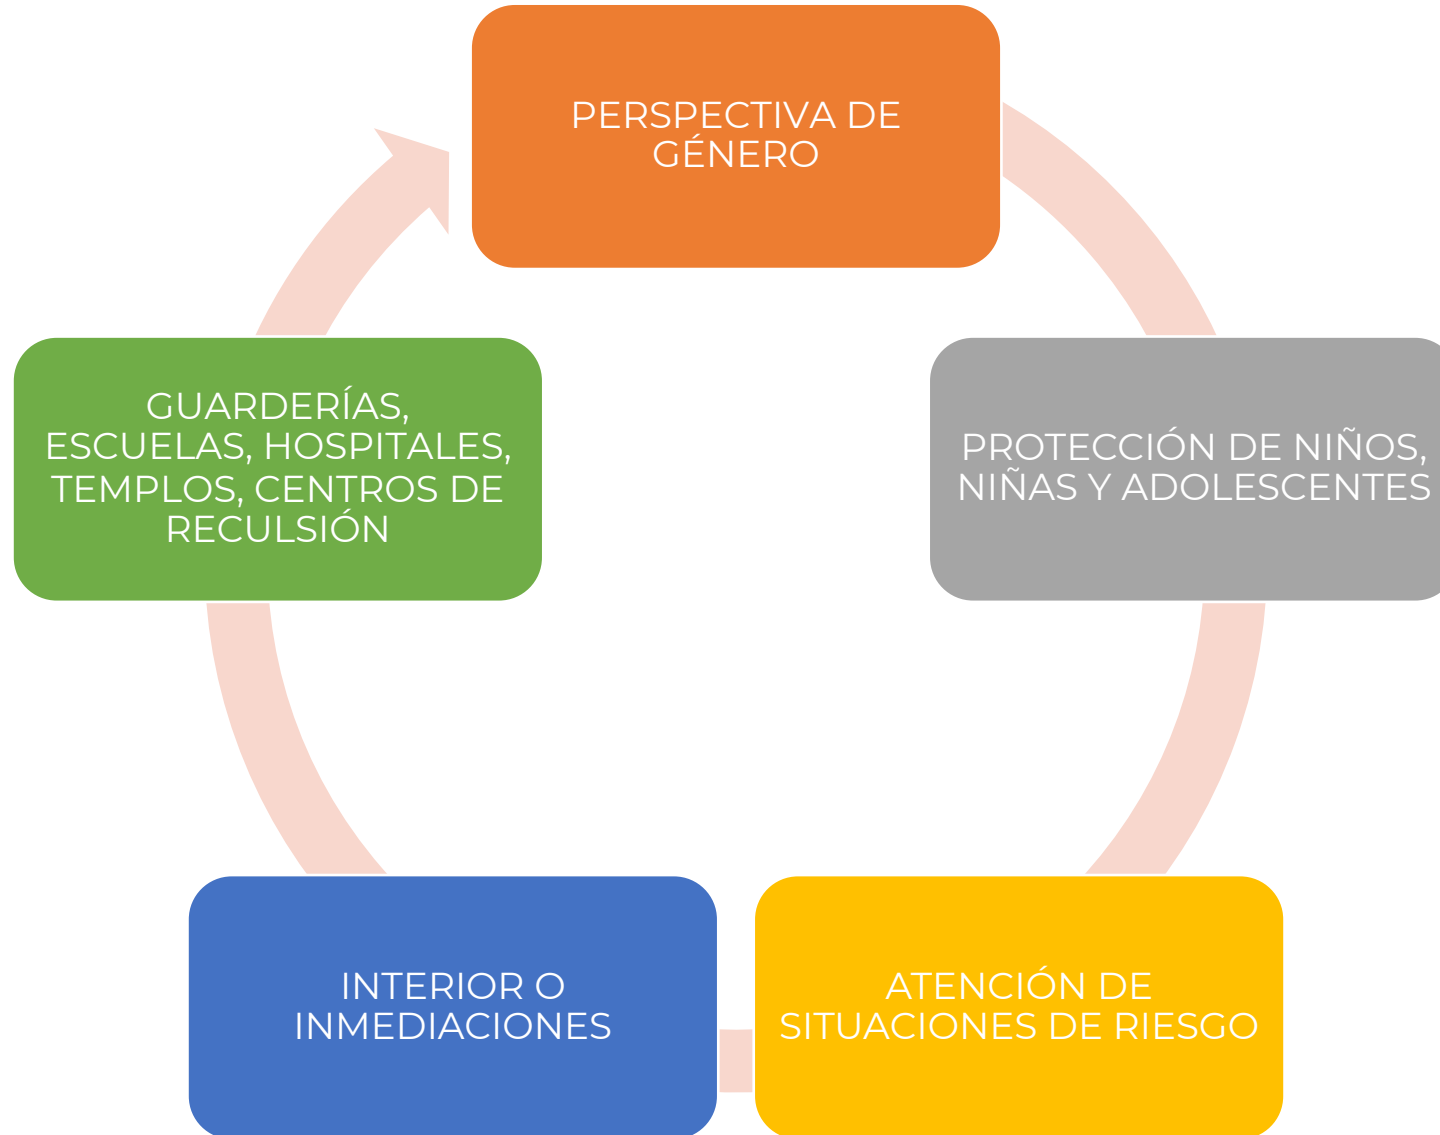 PERSPECTIVA DE
GÉNERO
PROTECCIÓN DE NIÑOS,
NIÑAS Y ADOLESCENTES
ATENCIÓN DE
SITUACIONES DE RIESGO
INTERIOR O
INMEDIACIONES
GUARDERÍAS,
ESCUELAS, HOSPITALES,
TEMPLOS, CENTROS DE
RECULSIÓN